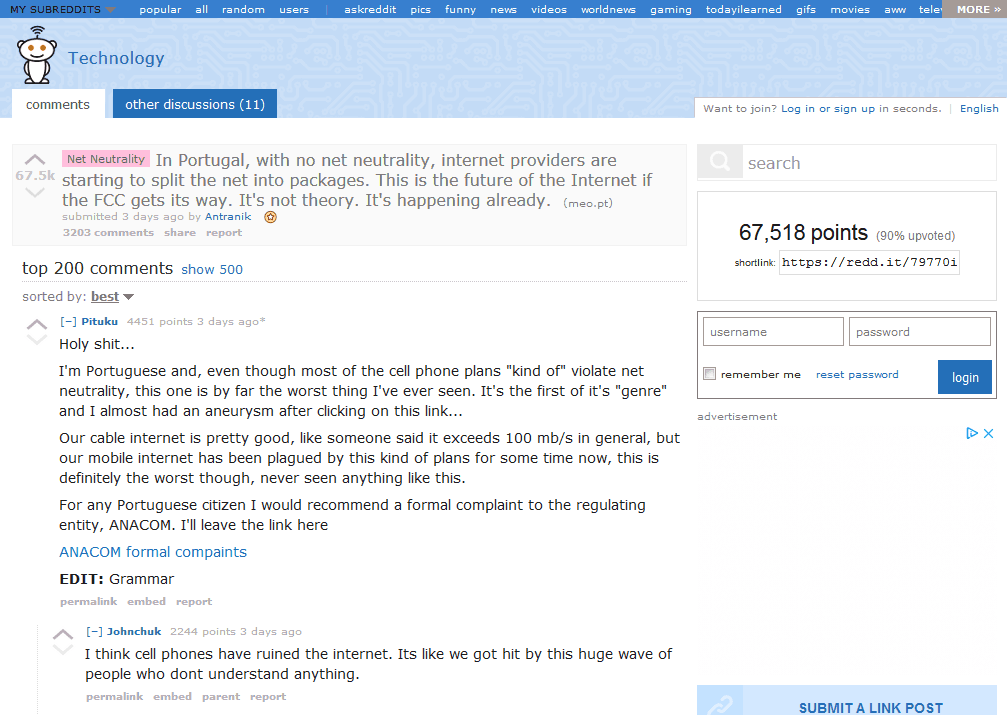 MY SUBREDDITS popular all random users | askreddit pics funny news videos worldnews gaming todayilearned gifs movies aww MORE »
Technology
comments
other discussions (11)
Want to join? Log in or sign up in seconds. | English
67.5k
Net Neutrality In Portugal, with no net neutrality, internet providers are
starting to split the net into packages. This is the future of the Internet if
the FCC gets its way. It's not theory. It's happening already. (meo.pt)
submitted 3 days ago by Antranik
3203 comments share report
top 200 comments show 500
sorted by: best
[–] Pituku 4451 points 3 days ago*
Holy shit...
I'm Portuguese and, even though most of the cell phone plans "kind of" violate net
neutrality, this one is by far the worst thing I've ever seen. It's the first of it's "genre"
and I almost had an aneurysm after clicking on this link...
Our cable internet is pretty good, like someone said it exceeds 100 mb/s in general, but
our mobile internet has been plagued by this kind of plans for some time now, this is
definitely the worst though, never seen anything like this.
For any Portuguese citizen I would recommend a formal complaint to the regulating
entity, ANACOM. I'll leave the link here
ANACOM formal compaints
EDIT: Grammar
permalink embed report
[–] Johnchuk 2244 points 3 days ago
I think cell phones have ruined the internet. Its like we got hit by this huge wave of
people who dont understand anything.
permalink embed parent report
search
67,518 points (90% upvoted)
shortlink: https://redd.it/79770i
username
password
remember me reset password
login
advertisement
SUBMIT A LINK POST